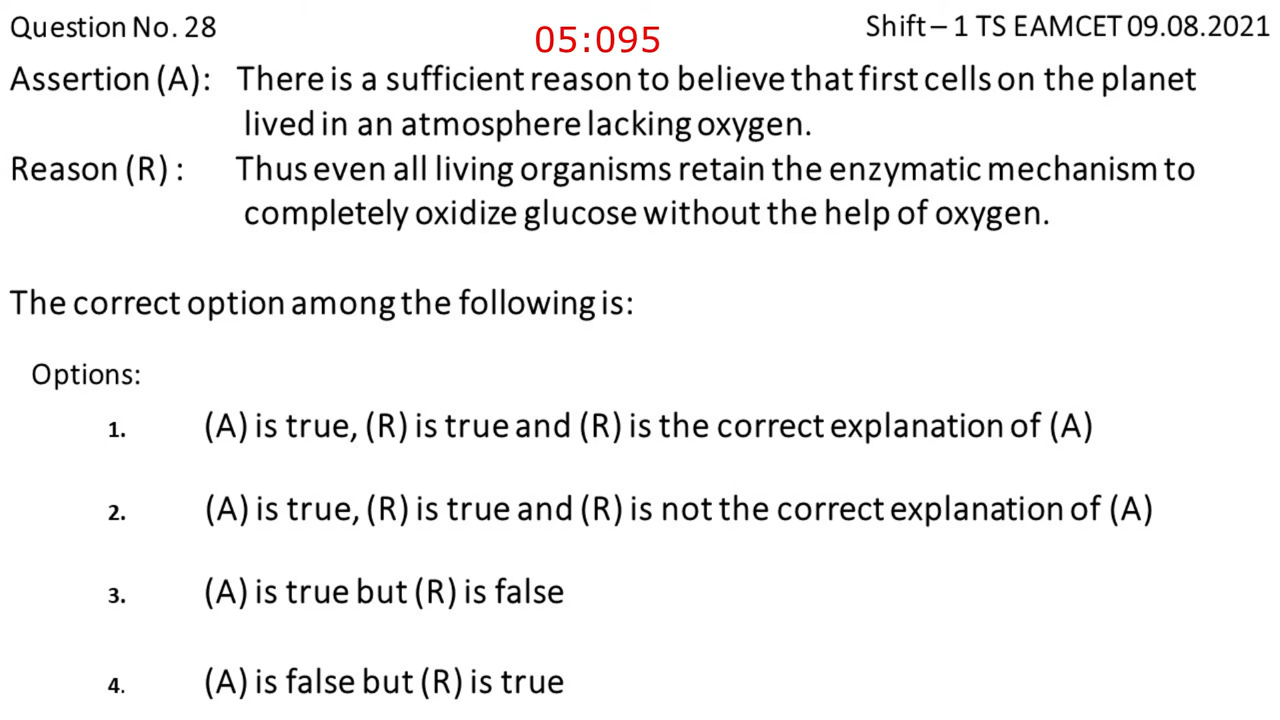 Question No. 28
05:095
Shift – 1 TS EAMCET 09.08.2021
Assertion (A): There is a sufficient reason to believe that first cells on the planet
lived in an atmosphere lacking oxygen.
Reason (R) : Thus even all living organisms retain the enzymatic mechanism to
completely oxidize glucose without the help of oxygen.
The correct option among the following is:
Options:
1. (A) is true, (R) is true and (R) is the correct explanation of (A)
2. (A) is true, (R) is true and (R) is not the correct explanation of (A)
3. (A) is true but (R) is false
4. (A) is false but (R) is true